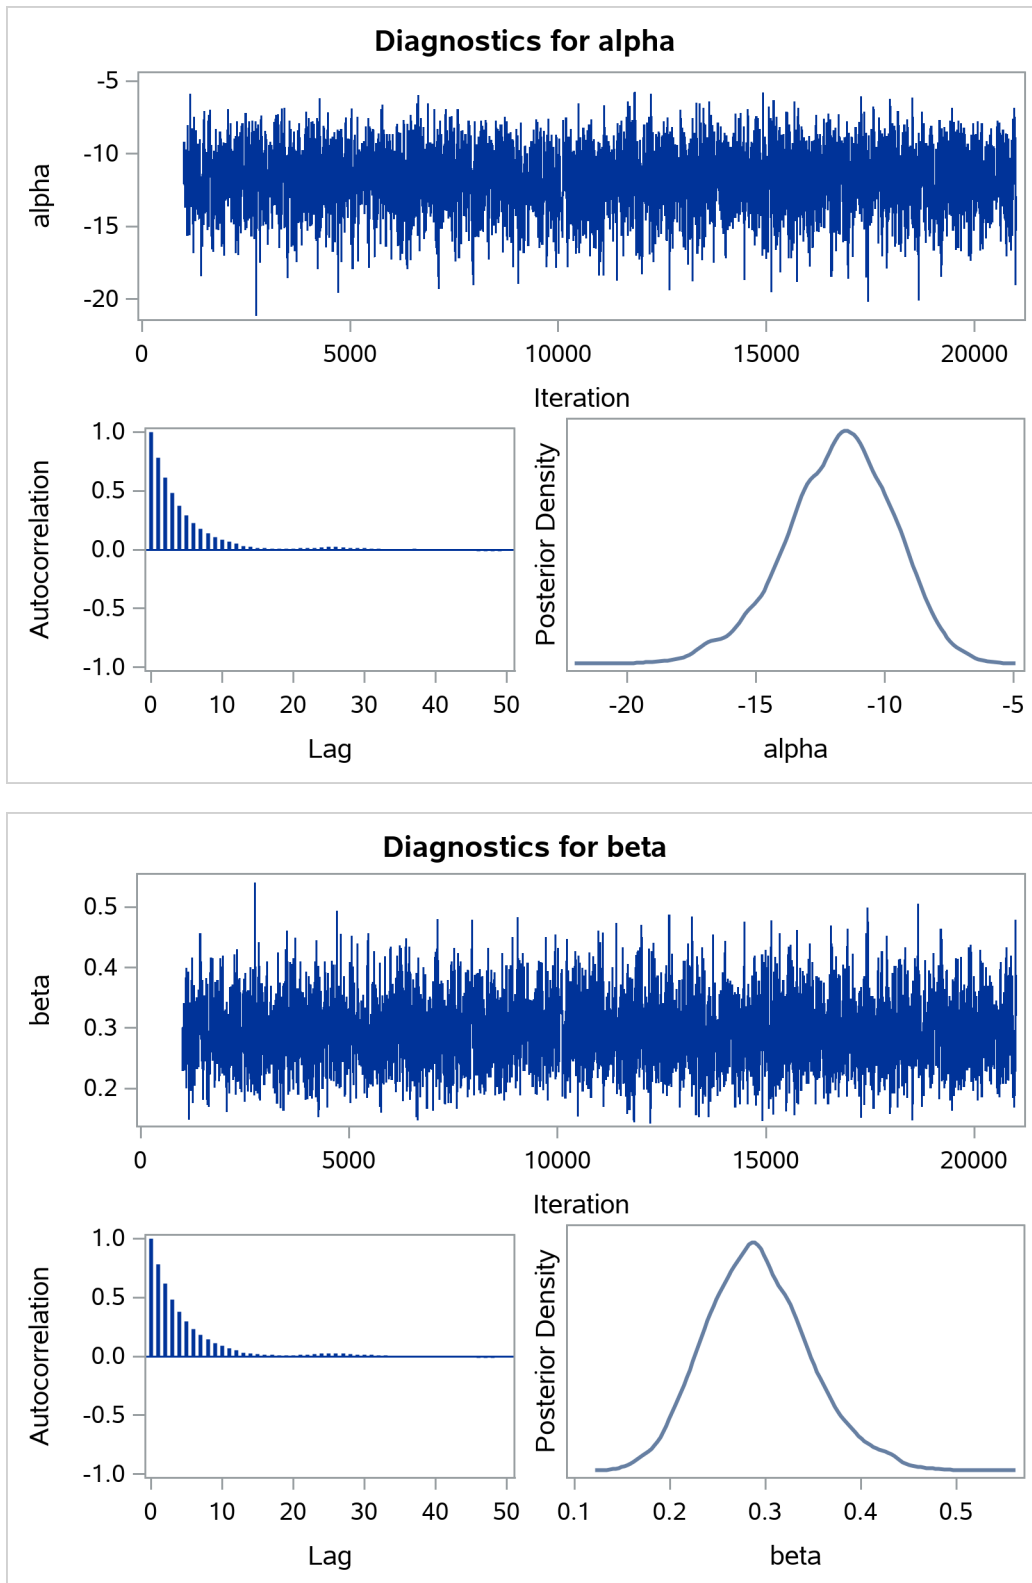 Diagnostics for alpha
alpha
-5
-10
-15
-20
0 5000 10000 15000 20000
Iteration
Autocorrelation
1.0
0.5
0.0
-0.5
-1.0
0 10 20 30 40 50
Lag
Posterior Density
-20 -15 -10 -5
alpha
Diagnostics for beta
beta
0.5
0.4
0.3
0.2
0 5000 10000 15000 20000
Iteration
Autocorrelation
1.0
0.5
0.0
-0.5
-1.0
0 10 20 30 40 50
Lag
Posterior Density
0.1 0.2 0.3 0.4 0.5
beta